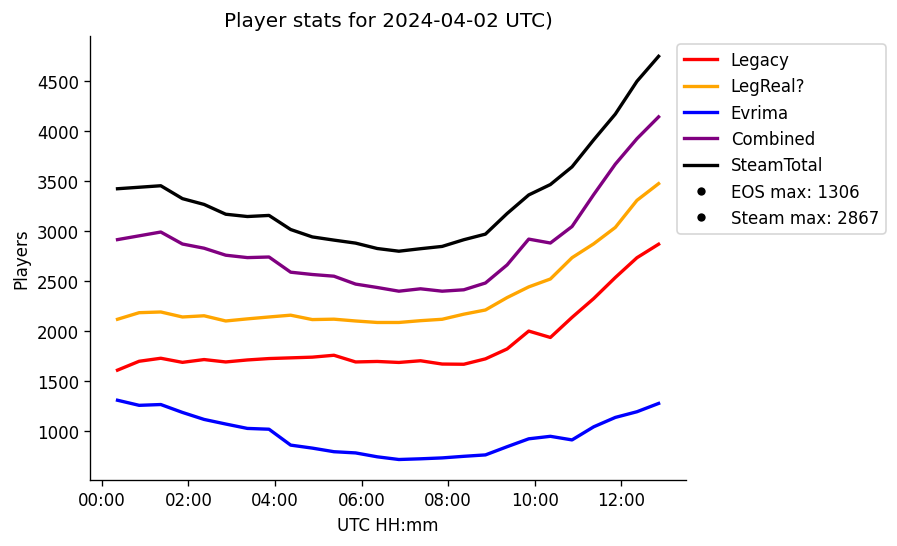 Player stats for 2024-04-02 UTC)
Players
4500
4000
3500
3000
2500
2000
1500
1000
00:00 02:00 04:00 06:00 08:00 10:00 12:00
UTC HH:mm
Legacy
LegReal?
Evrima
Combined
SteamTotal
EOS max: 1306
Steam max: 2867